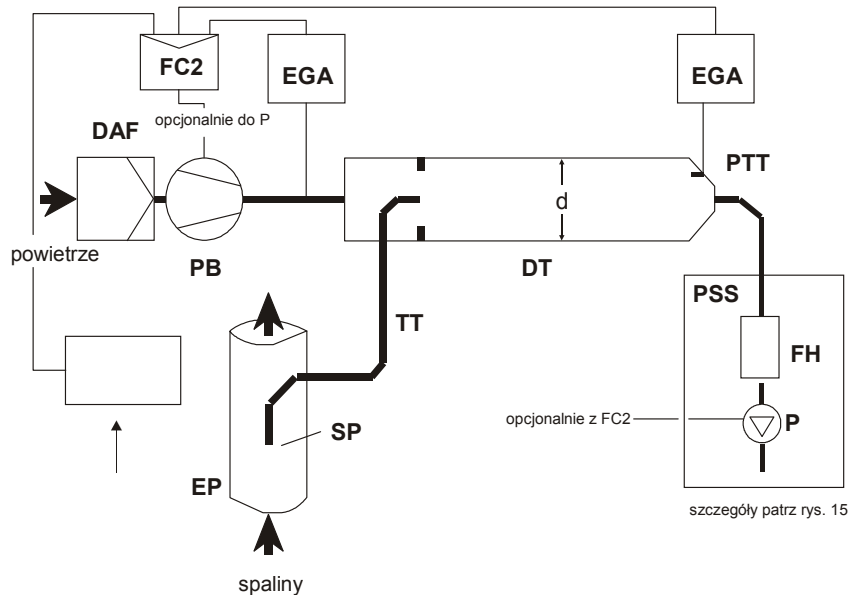 FC2
EGA
EGA
opcjonalnie do P
DAF
PTT
d
powietrze
PB
DT
PSS
TT
FH
opcjonalnie z FC2
P
SP
EP
szczegóły patrz rys. 15
spaliny